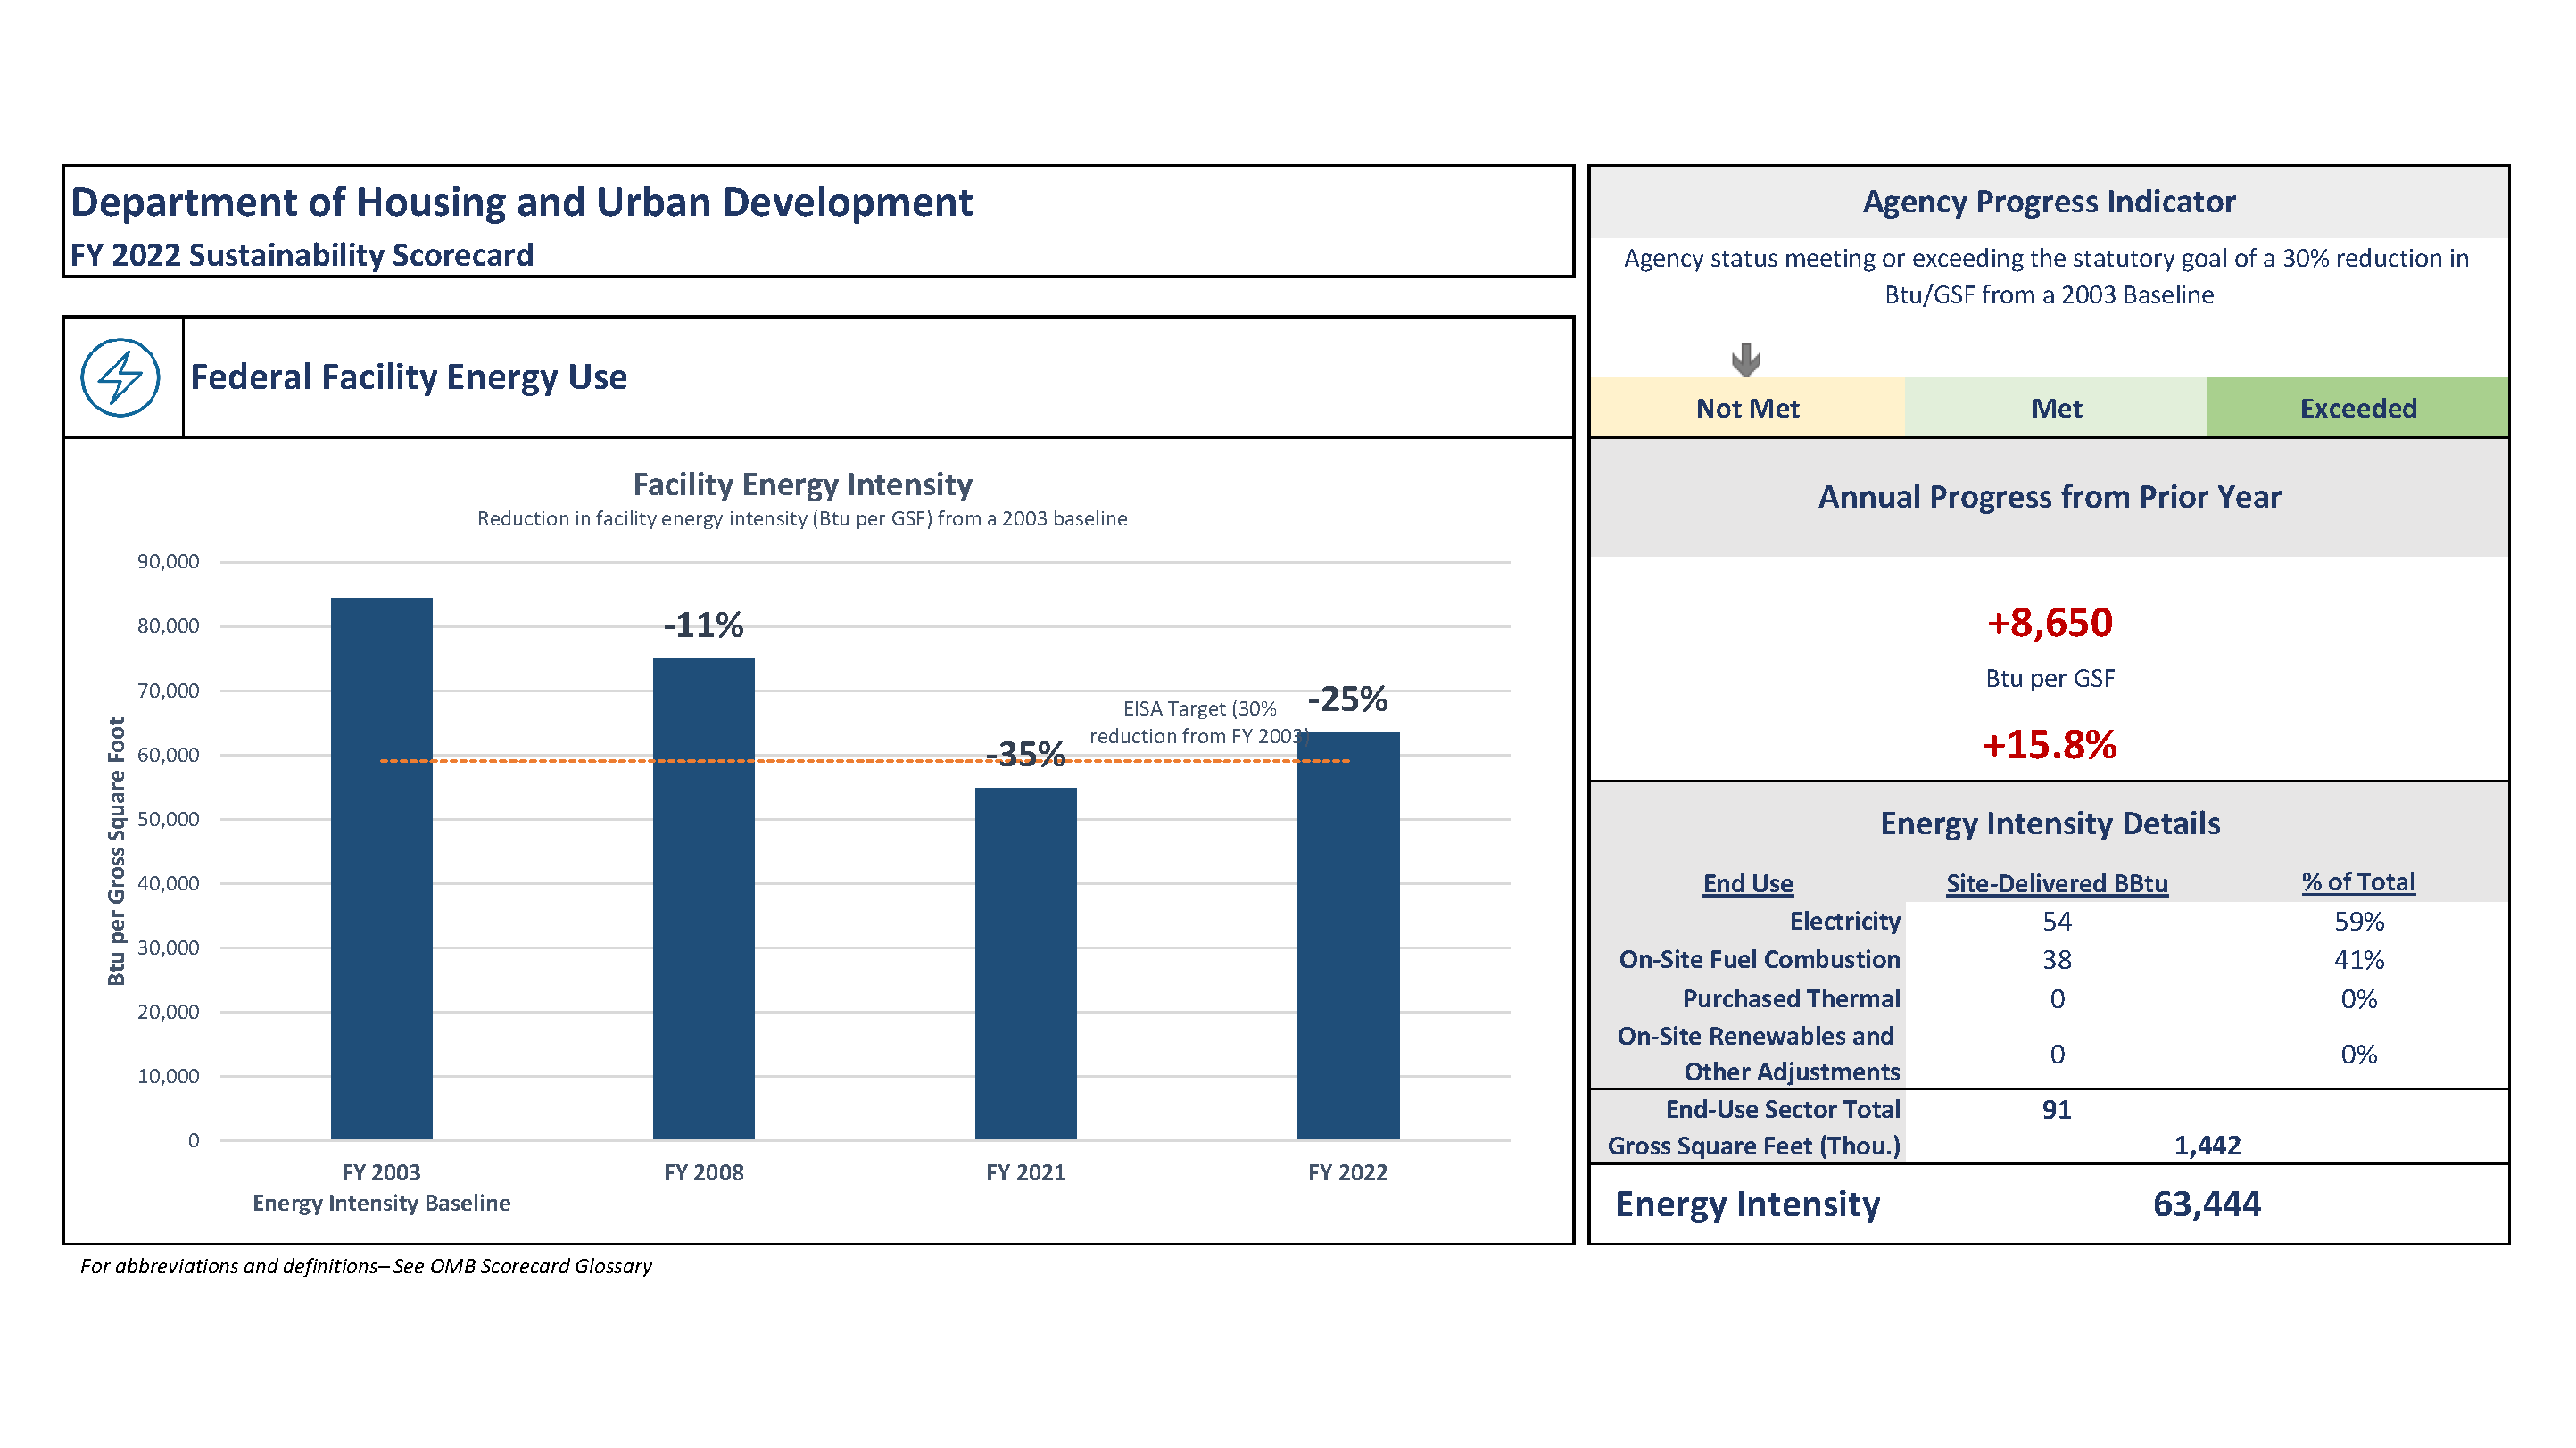 Department of Housing and Urban Development
FY 2022 Sustainability Scorecard
Federal Facility Energy Use
Facility Energy Intensity
Reduction in facility energy intensity (Btu per GSF) from a 2003 baseline
Btu per Gross Square Foot
90,000
80,000
70,000
60,000
50,000
40,000
30,000
20,000
10,000
0
-11%
-35%
EISA Target (30%
reduction from FY 2003)
-25%
FY 2003
Energy Intensity Baseline
FY 2008
FY 2021
FY 2022
For abbreviations and definitions– See OMB Scorecard Glossary
Agency Progress Indicator
Agency status meeting or exceeding the statutory goal of a 30% reduction in
Btu/GSF from a 2003 Baseline
Not Met Met Exceeded
Annual Progress from Prior Year
+8,650
Btu per GSF
+15.8%
Energy Intensity Details
End Use Site-Delivered BBtu % of Total
Electricity 54 59%
On-Site Fuel Combustion 38 41%
Purchased Thermal 0 0%
On-Site Renewables and
Other Adjustments 0 0%
End-Use Sector Total 91
Gross Square Feet (Thou.) 1,442
Energy Intensity 63,444